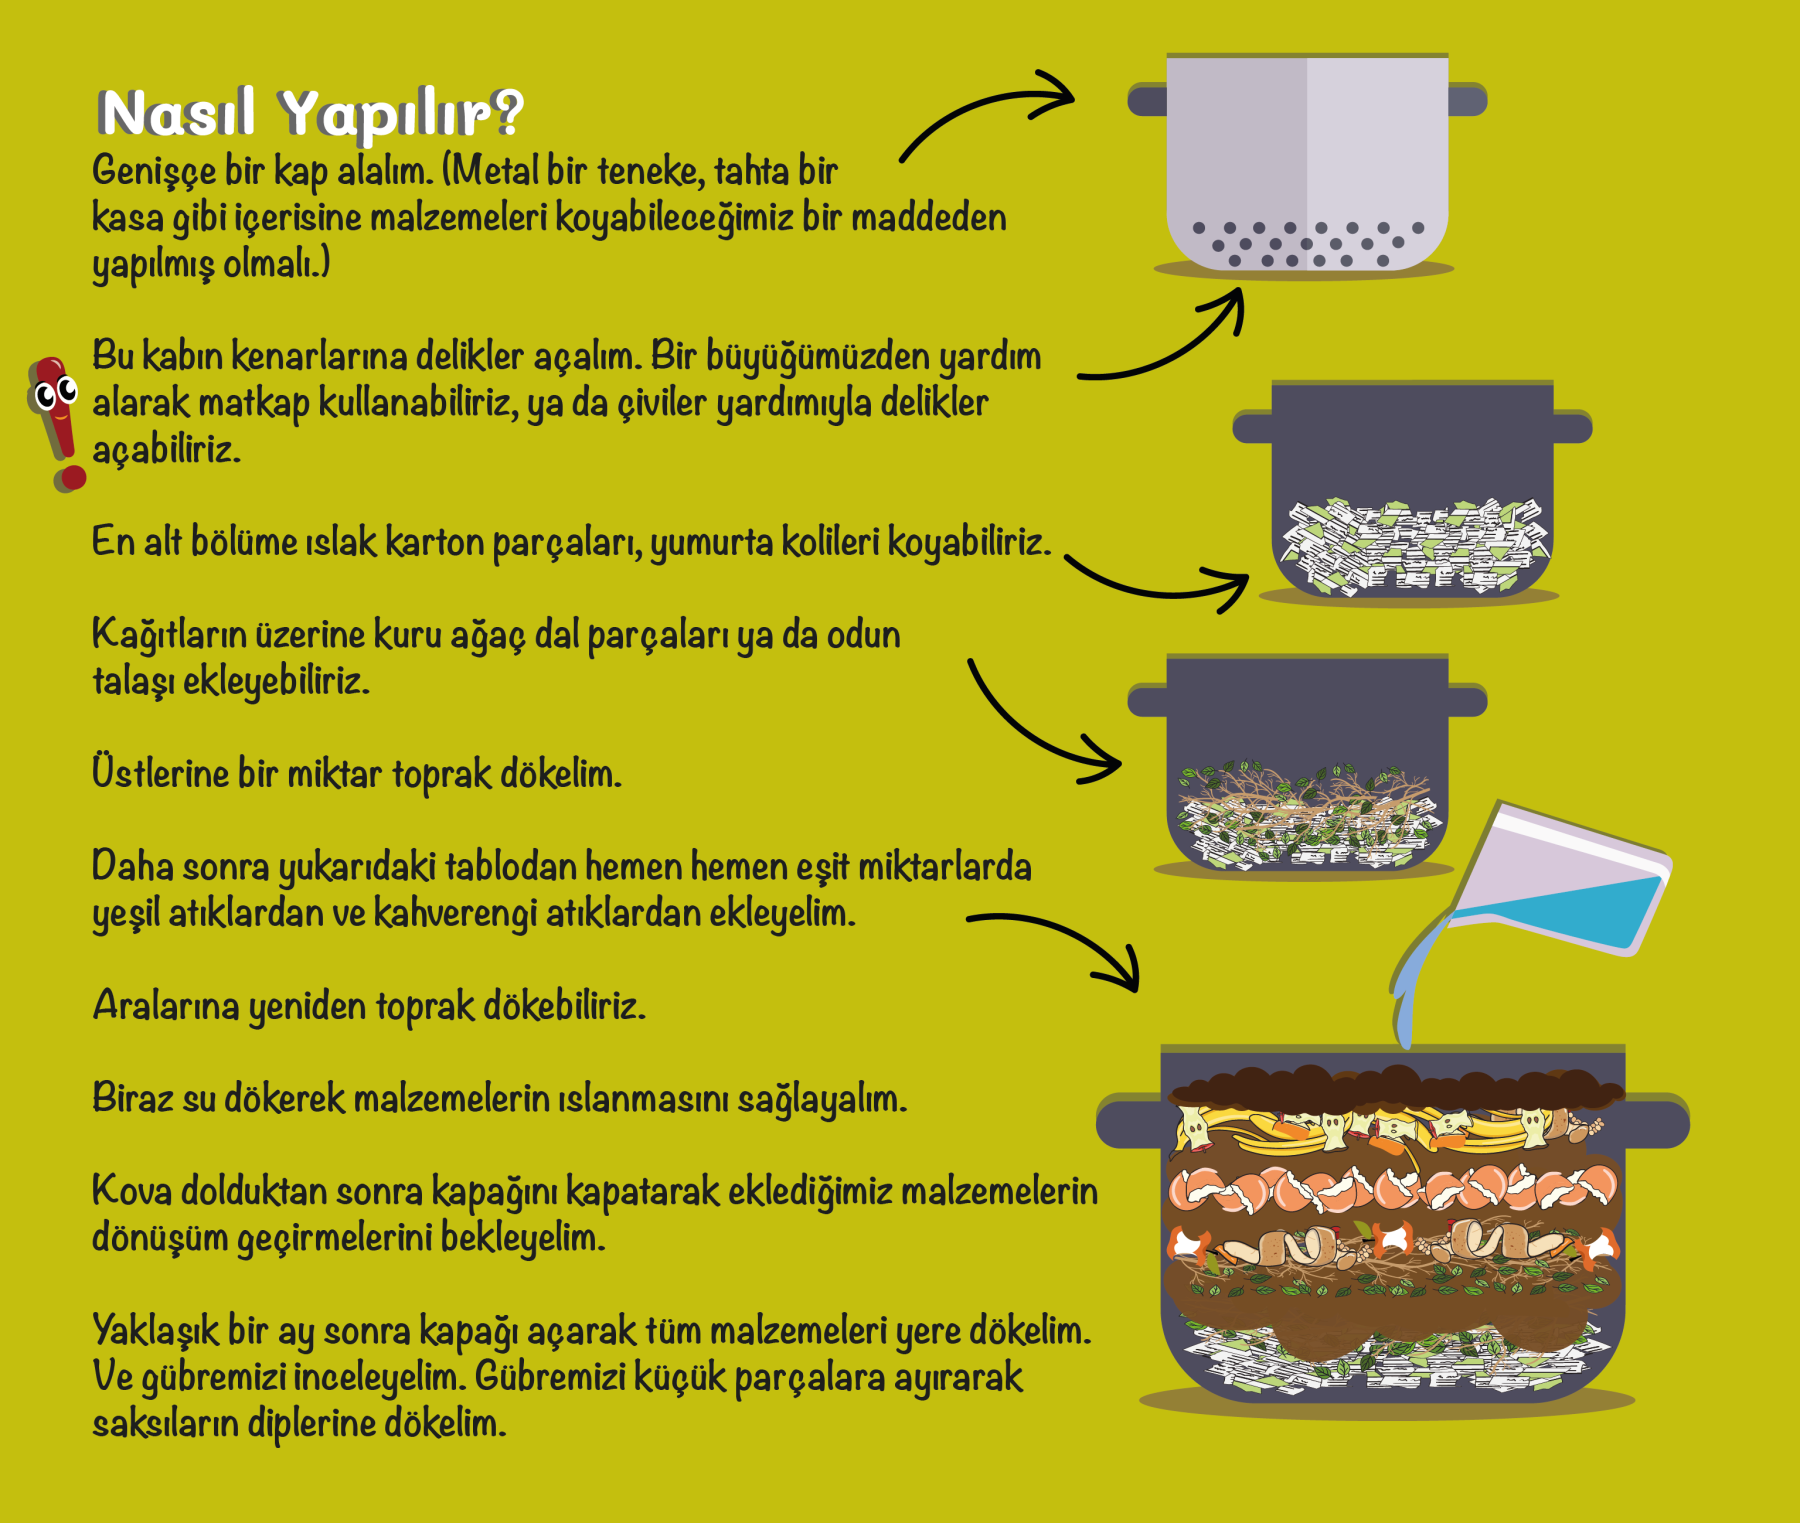 Nasıl Yapılır?
Genişçe bir kap alalım. (Metal bir teneke, tahta bir
kasa gibi içerisine malzemeleri koyabileceğimiz bir maddeden
yapılmış olmalı.)
Bu kabın kenarlarına delikler açalım. Bir büyüğümüzden yardım
alarak matkap kullanabiliriz, ya da çiviler yardımıyla delikler
açabiliriz.
En alt bölüme ıslak karton parçaları, yumurta kolileri koyabiliriz.
Kağıtların üzerine kuru ağaç dal parçaları ya da odun
talaşı ekleyebiliriz.
Üstlerine bir miktar toprak dökelim.
Daha sonra yukarıdaki tablodan hemen hemen eşit miktarlarda
yeşil atıklardan ve kahverengi atıklardan ekleyelim.
Aralarına yeniden toprak dökebiliriz.
Biraz su dökerek malzemelerin ıslanmasını sağlayalım.
Kova dolduktan sonra kapağını kapatarak eklediğimiz malzemelerin
dönüşüm geçirmelerini bekleyelim.
Yaklaşık bir ay sonra kapağı açarak tüm malzemeleri yere dökelim.
Ve gübremizi inceleyelim. Gübremizi küçük parçalara ayırarak
saksıların diplerine dökelim.